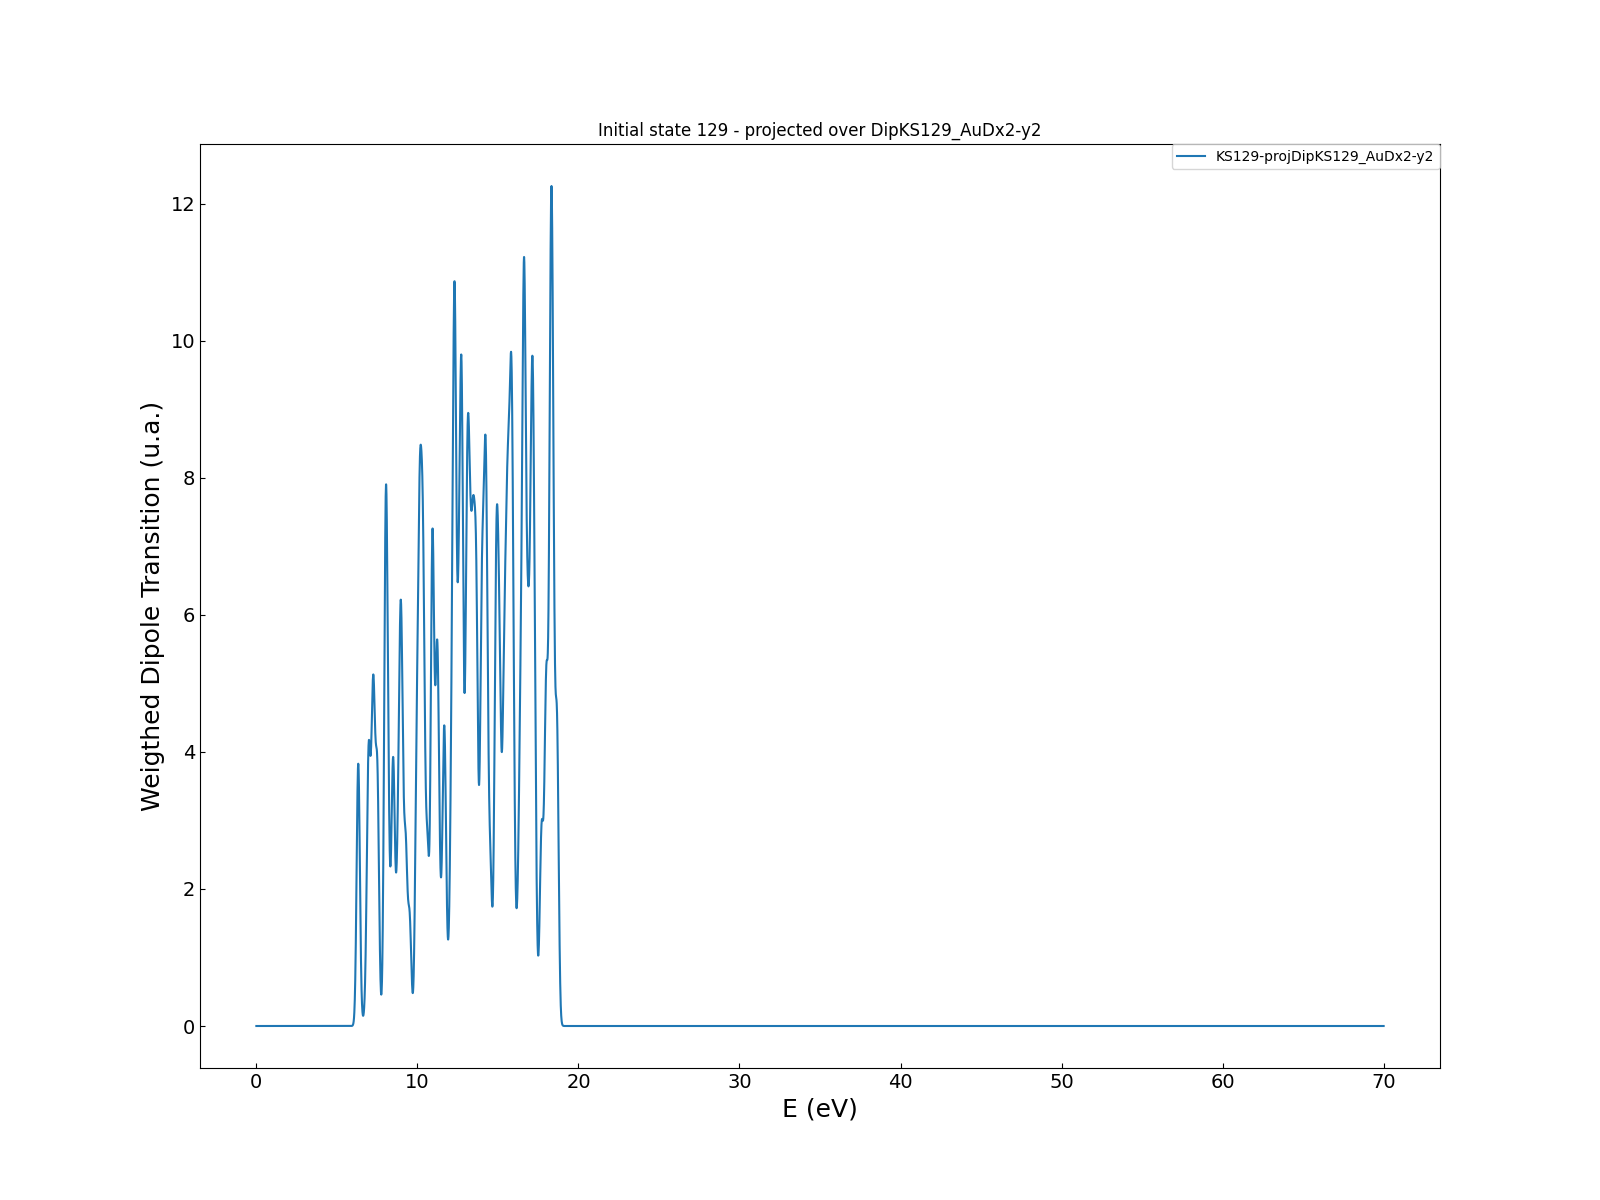 Initial state 129 - projected over DipKS129_AuDx2-y2
KS129-projDipKS129_AuDx2-y2
Weigthed Dipole Transition (u.a.)
12
10
8
6
4
2
0
0 10 20 30 40 50 60 70
E (eV)